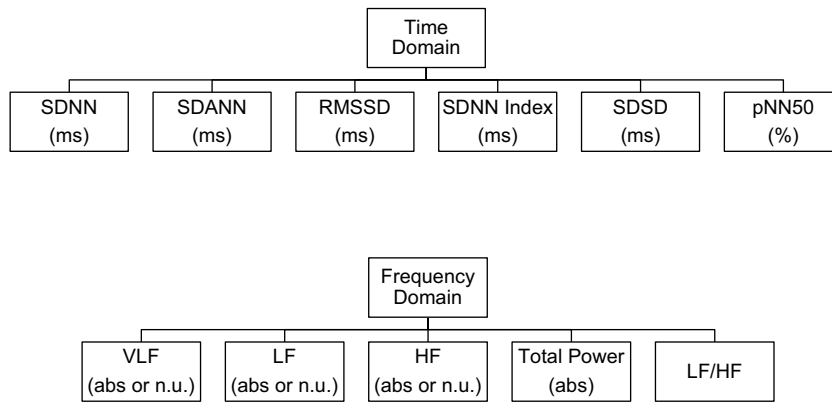 Time
Domain
SDNN
(ms)
SDANN
(ms)
RMSSD
(ms)
SDNN Index
(ms)
SDSD
(ms)
pNN50
(%)
Frequency
Domain
VLF
(abs or n.u.)
LF
(abs or n.u.)
HF
(abs or n.u.)
Total Power
(abs)
LF/HF